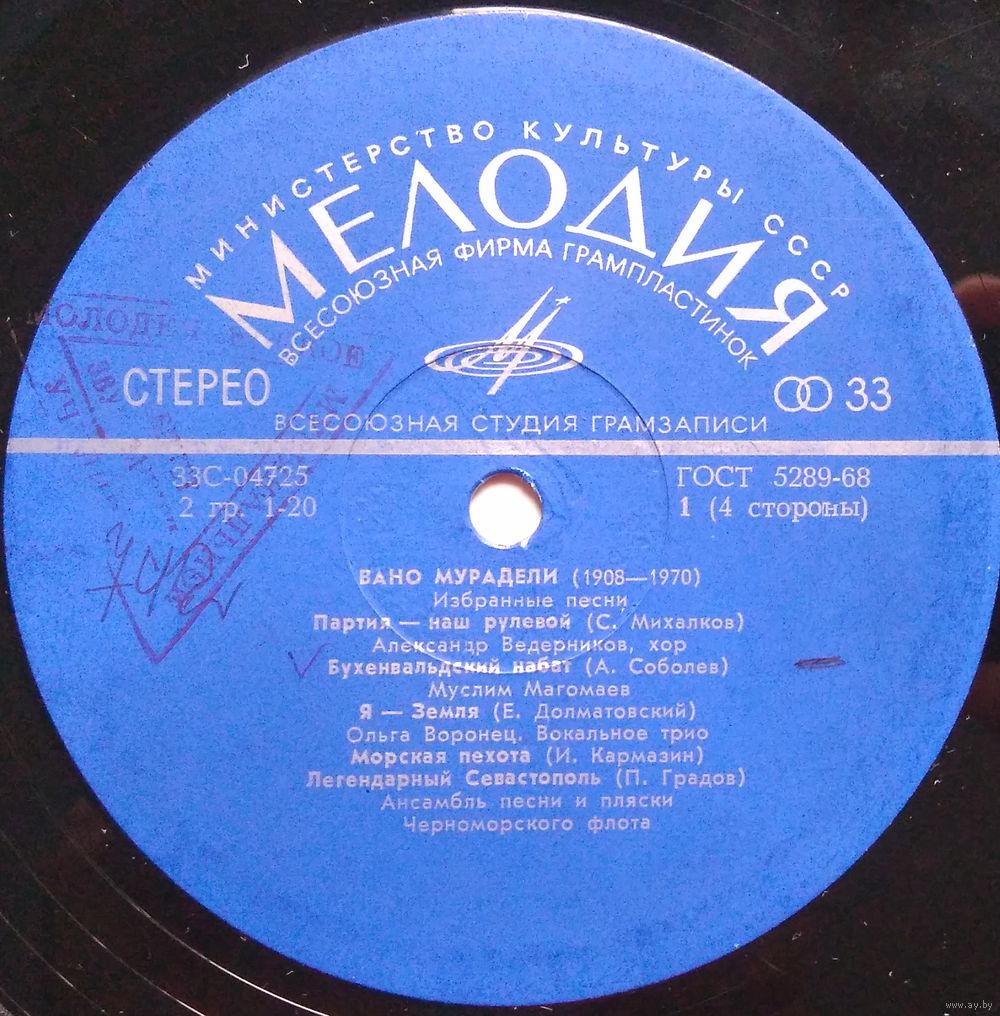 МИНИСТЕРСТВО КУЛЬТУРЫ СССР
МЕЛОДИЯ
ВСЕСОЮЗНАЯ ФИРМА ГРАМПЛАСТИНОК
СТЕРЕО
33
ВСЕСОЮЗНАЯ СТУДИЯ ГРАМЗАПИСИ
33С-04725
ГОСТ 5289-68
2 гр. 1-20
1 (4 стороны)
ВАНО МУРАДЕЛИ (1908—1970)
Избранные песни
Партия — наш рулевой (С. Михалков)
Александр Ведерников, хор
Бухенвальдский набат (А. Соболев)
Муслим Магомаев
Я — Земля (Е. Долматовский)
Ольга Воронец. Вокальное трио
Морская пехота (И. Кармазин)
Легендарный Севастополь (П. Градов)
Ансамбль песни и пляски
Черноморского флота
www.ay.by